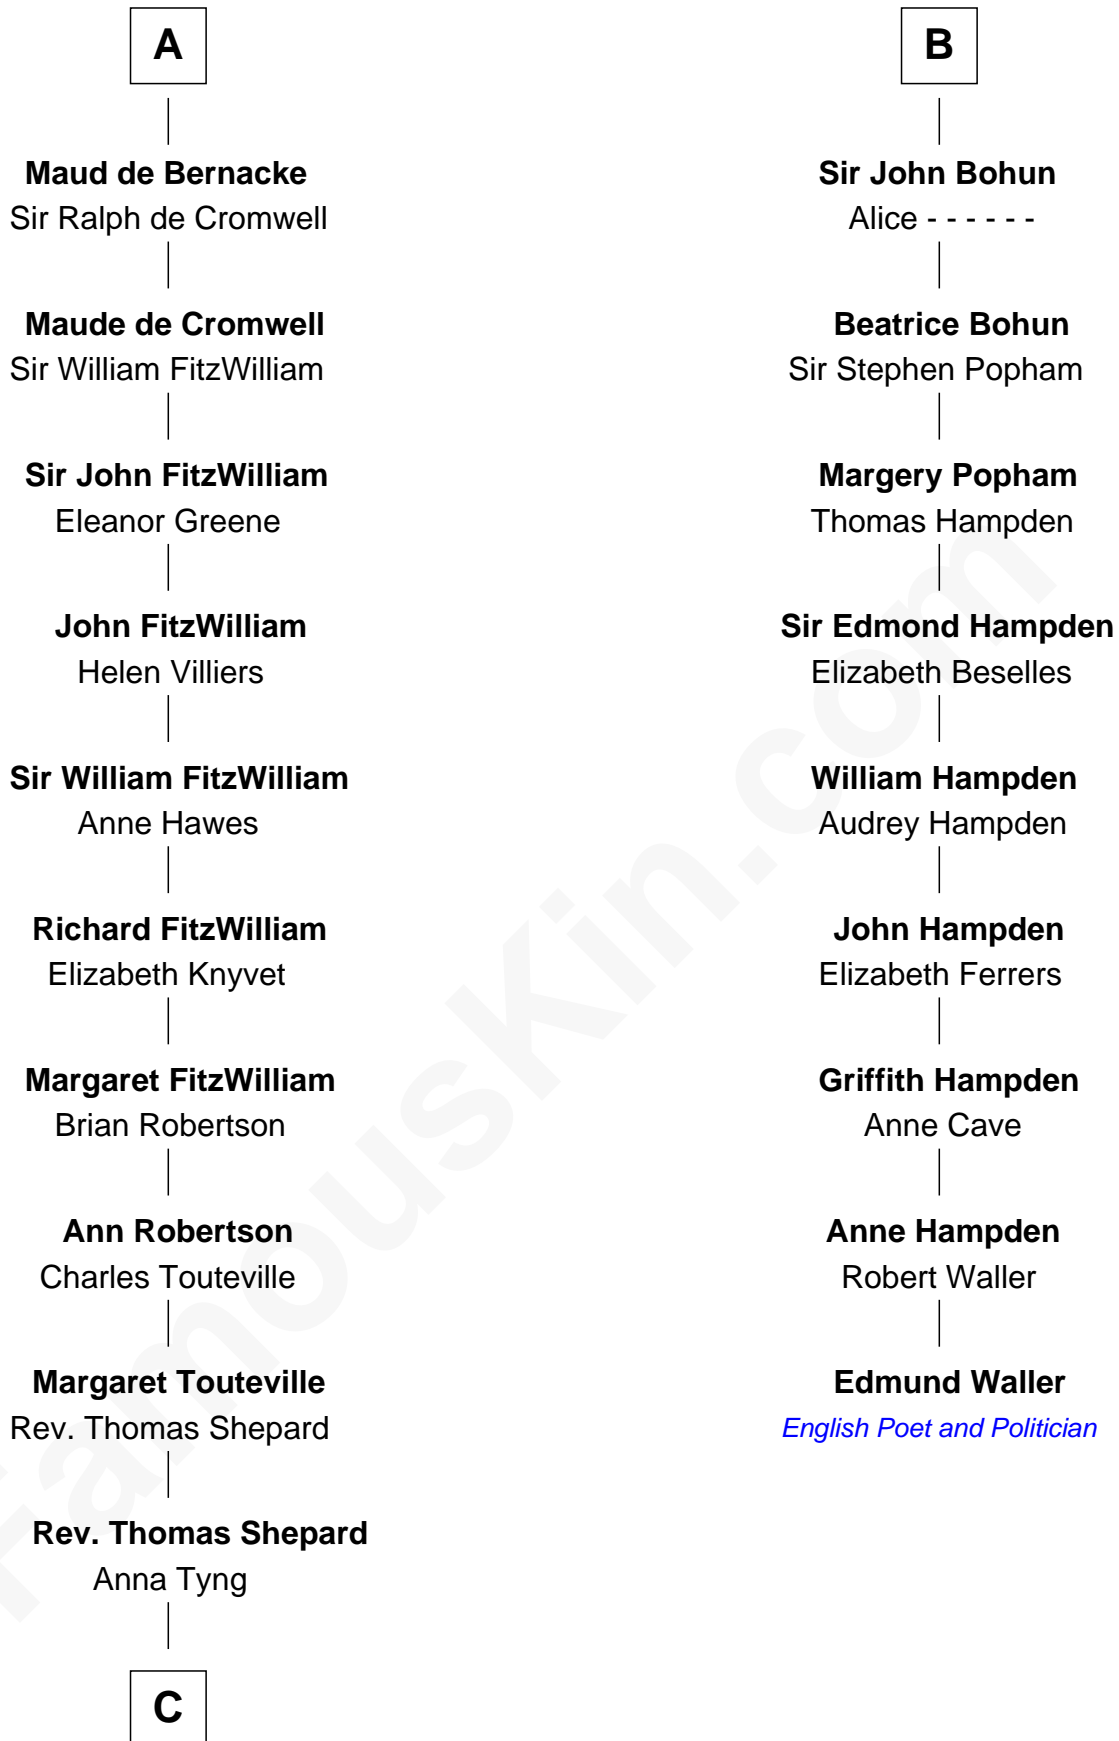 A
Maud de Bernacke
Sir Ralph de Cromwell
Maude de Cromwell
Sir William FitzWilliam
Sir John FitzWilliam
Eleanor Greene
John FitzWilliam
Helen Villiers
Sir William FitzWilliam
Anne Hawes
Richard FitzWilliam
Elizabeth Knyvet
Margaret FitzWilliam
Brian Robertson
Ann Robertson
Charles Touteville
Margaret Touteville
Rev. Thomas Shepard
Rev. Thomas Shepard
Anna Tyng
C
B
Sir John Bohun
Alice - - - - - -
Beatrice Bohun
Sir Stephen Popham
Margery Popham
Thomas Hampden
Sir Edmond Hampden
Elizabeth Beselles
William Hampden
Audrey Hampden
John Hampden
Elizabeth Ferrers
Griffith Hampden
Anne Cave
Anne Hampden
Robert Waller
Edmund Waller
English Poet and Politician
FamousKin.com